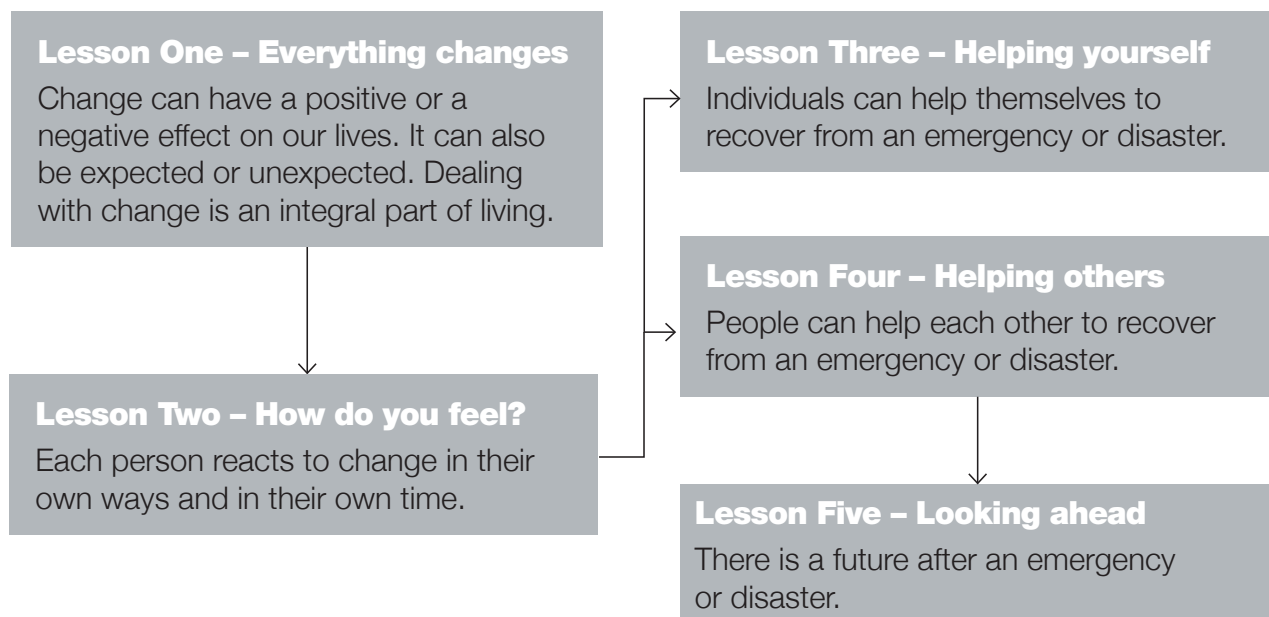 Lesson One – Everything changes
Change can have a positive or a
negative effect on our lives. It can also
be expected or unexpected. Dealing
with change is an integral part of living.
Lesson Two – How do you feel?
Each person reacts to change in their
own ways and in their own time.
Lesson Three – Helping yourself
Individuals can help themselves to
recover from an emergency or disaster.
Lesson Four – Helping others
People can help each other to recover
from an emergency or disaster.
Lesson Five – Looking ahead
There is a future after an emergency
or disaster.